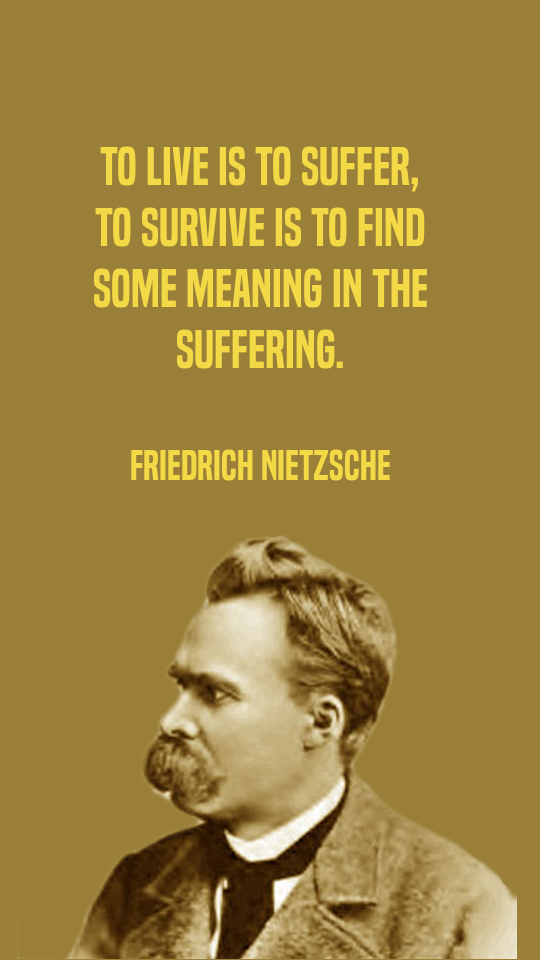 TO LIVE IS TO SUFFER,
TO SURVIVE IS TO FIND
SOME MEANING IN THE
SUFFERING.
FRIEDRICH NIETZSCHE